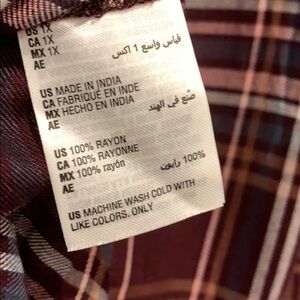 US 1X
CA 1X
MX 1X
AE قياس واسع 1 اكس
US MADE IN INDIA
CA FABRIQUÉ EN INDE
MX HECHO EN INDIA
AE صنع في الهند
US 100% RAYON
CA 100% RAYONNE
MX 100% rayón
AE 100% رايون
US MACHINE WASH COLD WITH
LIKE COLORS. ONLY